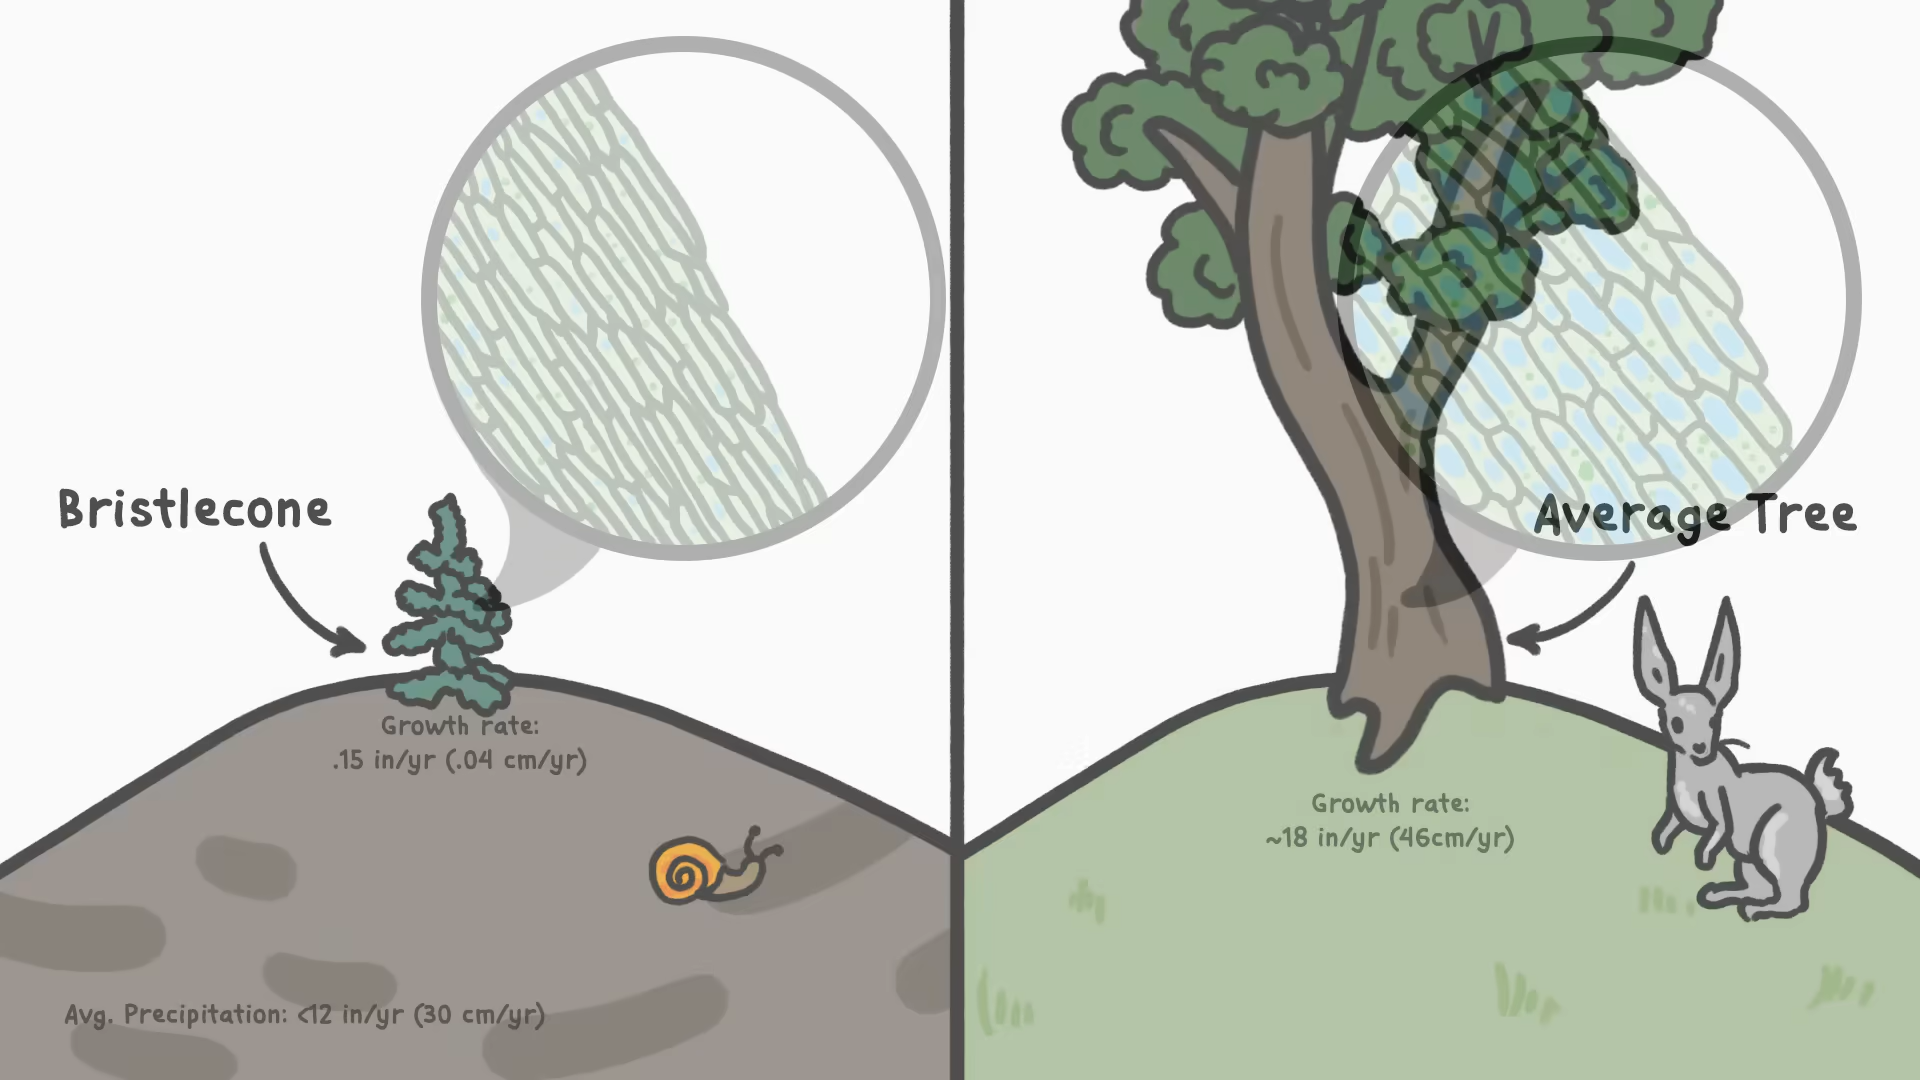 Bristlecone
Growth rate:
.15 in/yr (.04 cm/yr)
Avg. Precipitation: <12 in/yr (30 cm/yr)
Average Tree
Growth rate:
~18 in/yr (46cm/yr)